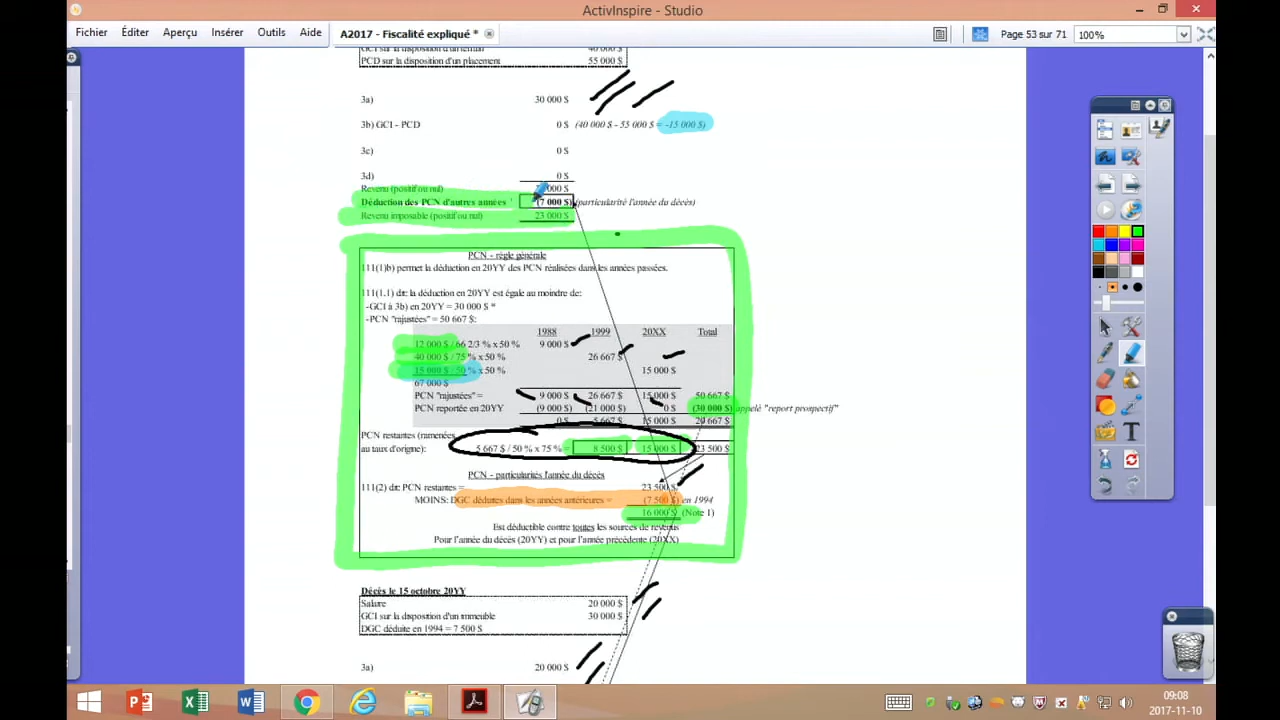 ActivInspire - Studio
Fichier Éditer Aperçu Insérer Outils Aide A2017 - Fiscalité expliqué * Page 53 sur 71 100%
GCI sur la disposition d'un terrain 40 000 $
PCD sur la disposition d'un placement 55 000 $
3a) 30 000 $
3b) GCI - PCD 0 $ (40 000 $ - 55 000 $ = -15 000 $)
3c) 0 $
3d) 0 $
Revenu (positif ou nul) 000 $
Déduction des PCN d'autres années (7 000 $) (particularité l'année du décès)
Revenu imposable (positif ou nul) 23 000 $
PCN - règle générale
111(1)b) permet la déduction en 20YY des PCN réalisées dans les années passées.
111(1.1) dit: la déduction en 20YY est égale au moindre de:
-GCI à 3b) en 20YY = 30 000 $ *
-PCN "rajustées" = 50 667 $:
1988 1999 20XX Total
12 000 $ / 66 2/3 % x 50 % 9 000 $
40 000 $ / 75 % x 50 % 26 667 $
15 000 $ / 50 % x 50 % 15 000 $
67 000 $
PCN "rajustées" = 9 000 $ 26 667 $ 15 000 $ 50 667 $
PCN reportée en 20YY (9 000 $) (21 000 $) 0 $ (30 000 $) appelé "report prospectif"
0 $ 5 667 $ 15 000 $ 20 667 $
PCN restantes (ramenées
au taux d'origne): 5 667 $ / 50 % x 75 % = 8 500 $ 15 000 $ 23 500 $
PCN - particularités l'année du décès
111(2) dit: PCN restantes = 23 500 $
MOINS: DGC déduites dans les années antérieures = (7 500 $) en 1994
16 000 $ (Note 1)
Est déductible contre toutes les sources de revenus
Pour l'année du décès (20YY) et pour l'année précédente (20XX)
Décès le 15 octobre 20YY
Salaire 20 000 $
GCI sur la disposition d'un immeuble 30 000 $
DGC déduite en 1994 = 7 500 $
3a) 20 000 $
09:08
2017-11-10